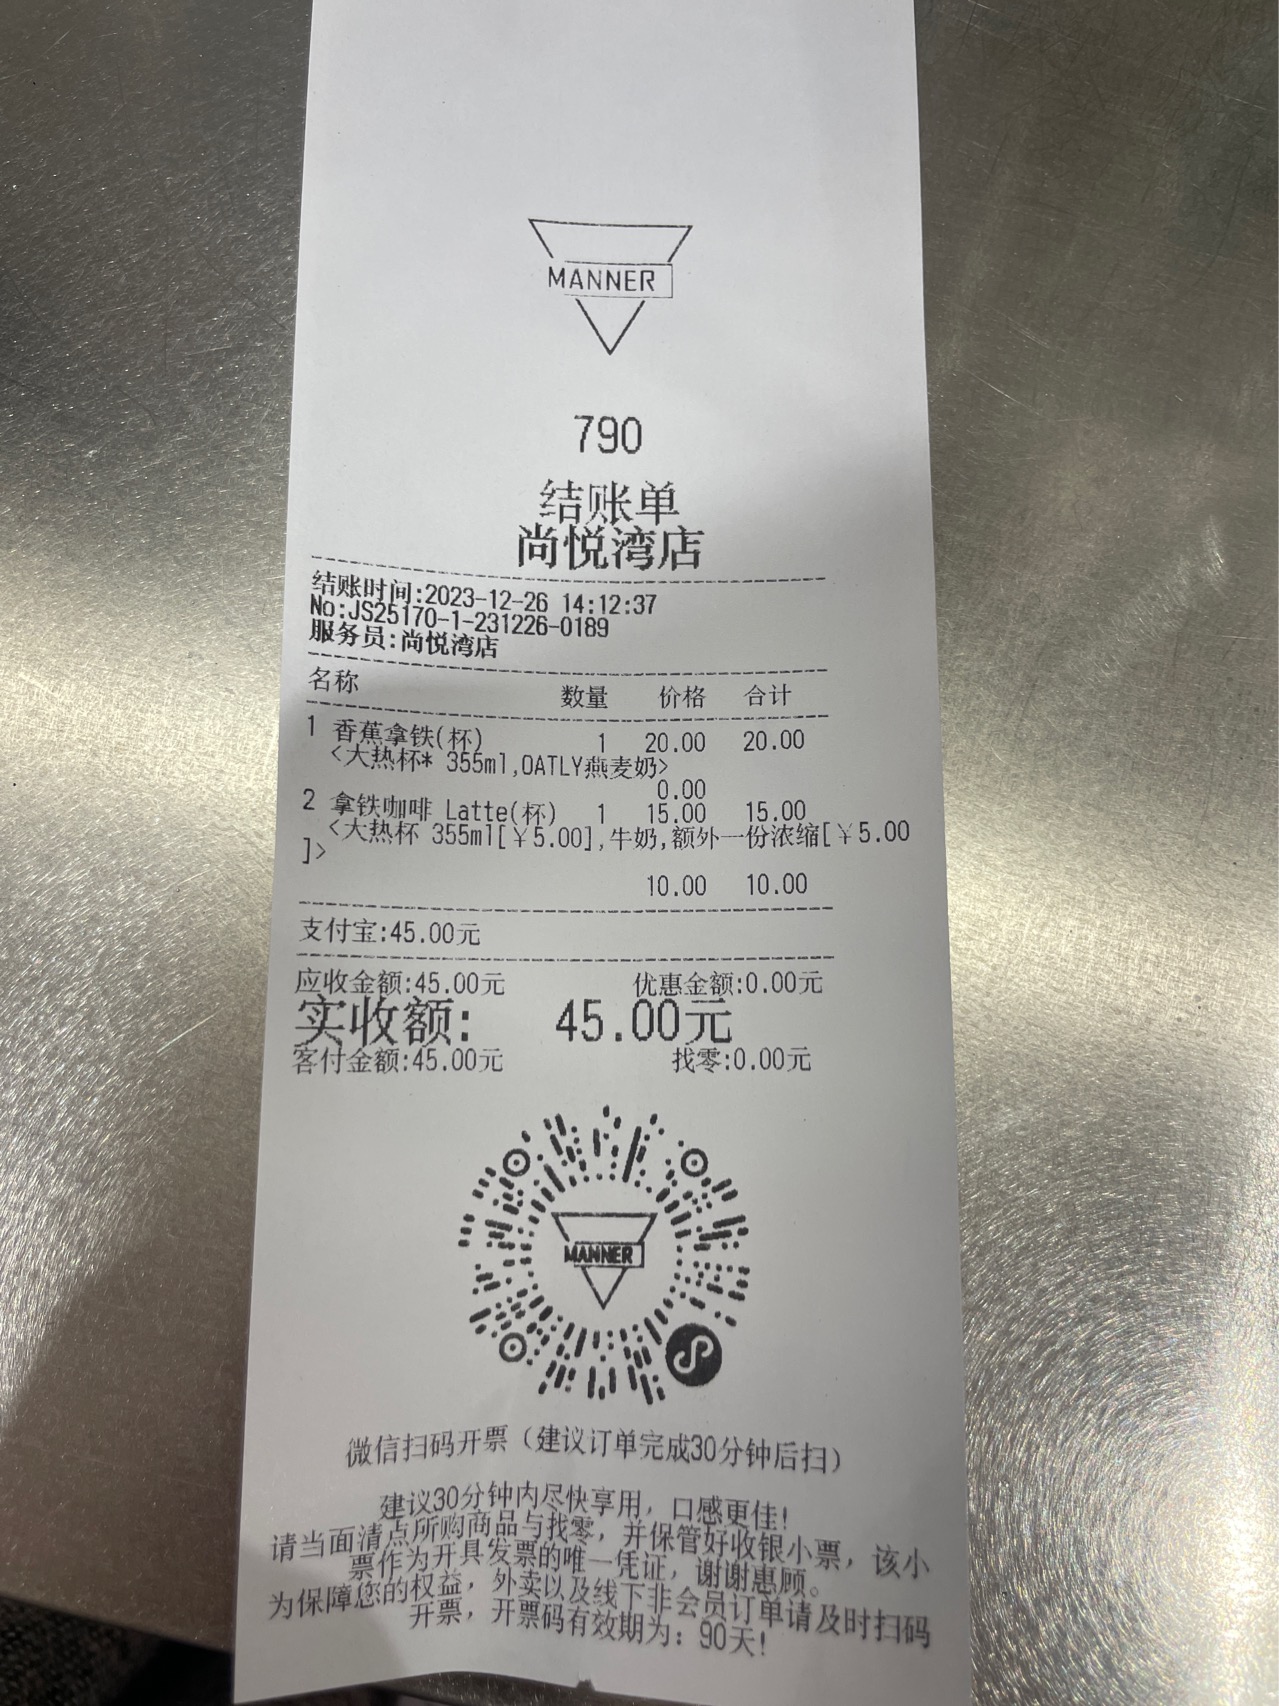 MANNER
790
结账单
尚悦湾店
结账时间:2023-12-26 14:12:37
No:JS25170-1-231226-0189
服务员:尚悦湾店
名称 数量 价格 合计
1 香蕉拿铁(杯) 1 20.00 20.00
<大热杯* 355ml,OATLY燕麦奶>
0.00
2 拿铁咖啡 Latte(杯) 1 15.00 15.00
<大热杯 355ml[￥5.00],牛奶,额外一份浓缩[￥5.00
]>
10.00 10.00
支付宝:45.00元
应收金额:45.00元 优惠金额:0.00元
实收额: 45.00元
客付金额:45.00元 找零:0.00元
MANNER
微信扫码开票（建议订单完成30分钟后扫）
建议30分钟内尽快享用，口感更佳!
请当面清点所购商品与找零，并保管好收银小票，该小
票作为开具发票的唯一凭证，谢谢惠顾。
为保障您的权益，外卖以及线下非会员订单请及时扫码
开票，开票码有效期为：90天!